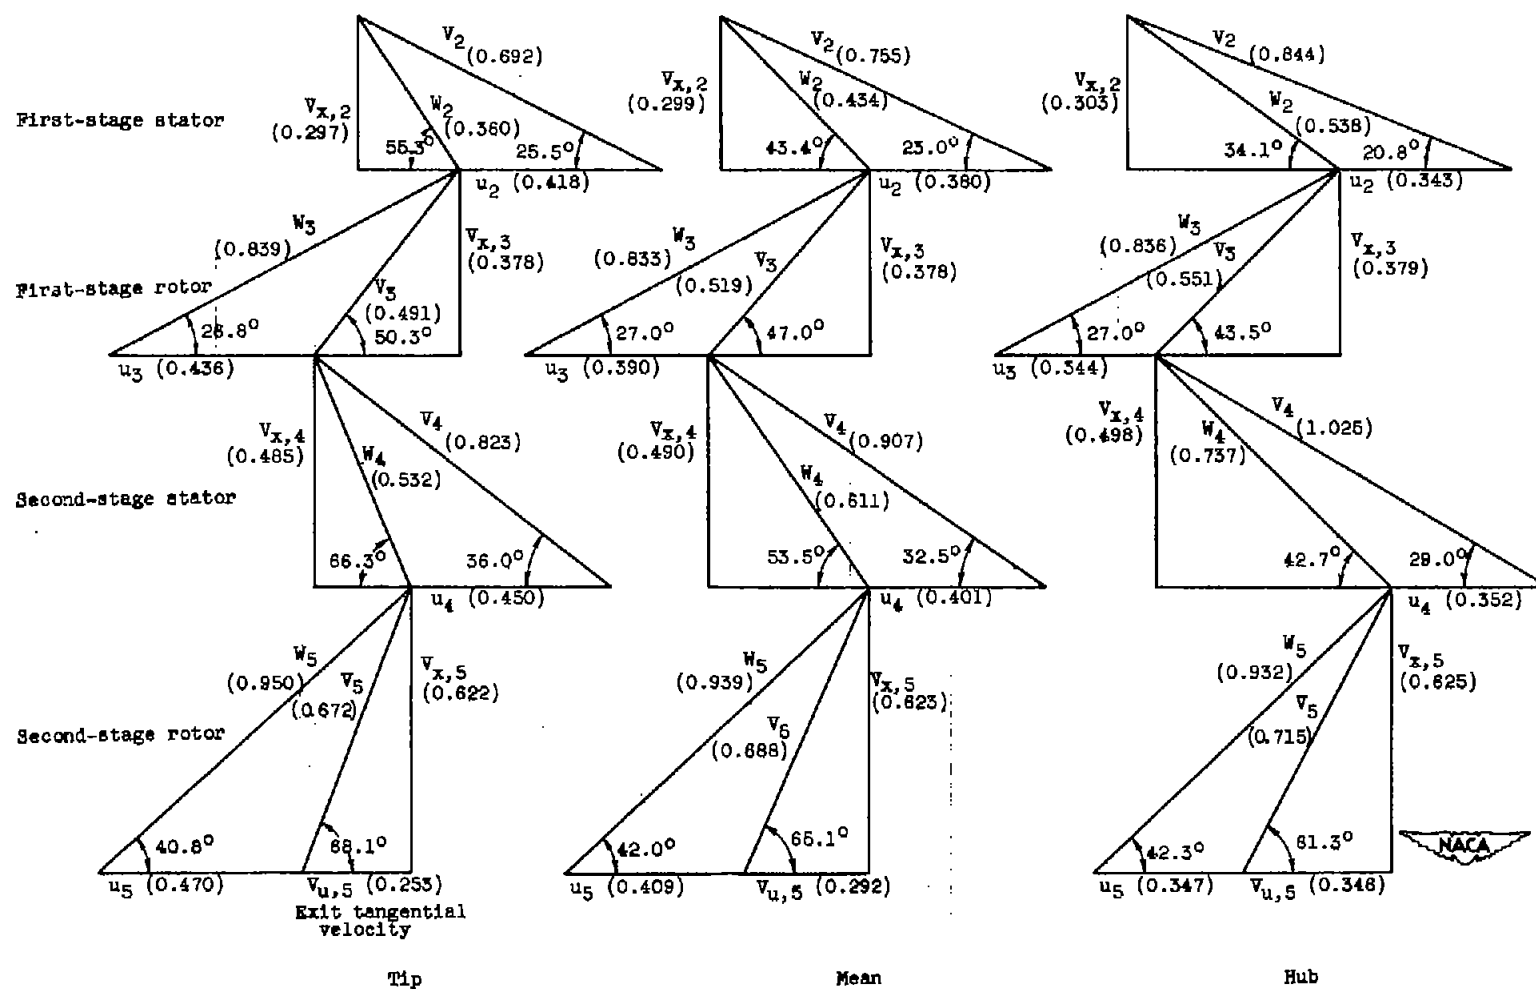 First-stage stator
V2 (0.692)
Vx,2 (0.297)
W2 (0.360)
55.3°
25.5°
u2 (0.418)
V2 (0.755)
Vx,2 (0.299)
W2 (0.434)
43.4°
23.0°
u2 (0.380)
V2 (0.844)
Vx,2 (0.303)
W2 (0.538)
34.1°
20.8°
u2 (0.343)
First-stage rotor
W3 (0.839)
Vx,3 (0.378)
V3 (0.491)
26.8°
50.3°
u3 (0.436)
W3 (0.833)
V3 (0.519)
Vx,3 (0.378)
27.0°
47.0°
u3 (0.390)
W3 (0.836)
V3 (0.551)
Vx,3 (0.379)
27.0°
43.5°
u3 (0.344)
Second-stage stator
Vx,4 (0.485)
V4 (0.823)
W4 (0.532)
66.3°
36.0°
u4 (0.450)
Vx,4 (0.490)
V4 (0.907)
W4 (0.611)
53.5°
32.5°
u4 (0.401)
Vx,4 (0.498)
V4 (1.025)
W4 (0.737)
42.7°
29.0°
u4 (0.352)
Second-stage rotor
W5 (0.950)
V5 (0.672)
Vx,5 (0.622)
40.8°
68.1°
u5 (0.470)
Vu,5 (0.253)
Exit tangential
velocity
W5 (0.939)
V5 (0.688)
Vx,5 (0.623)
42.0°
65.1°
u5 (0.409)
Vu,5 (0.292)
W5 (0.932)
V5 (0.715)
Vx,5 (0.625)
42.3°
61.3°
u5 (0.347)
Vu,5 (0.346)
NACA
Tip
Mean
Hub